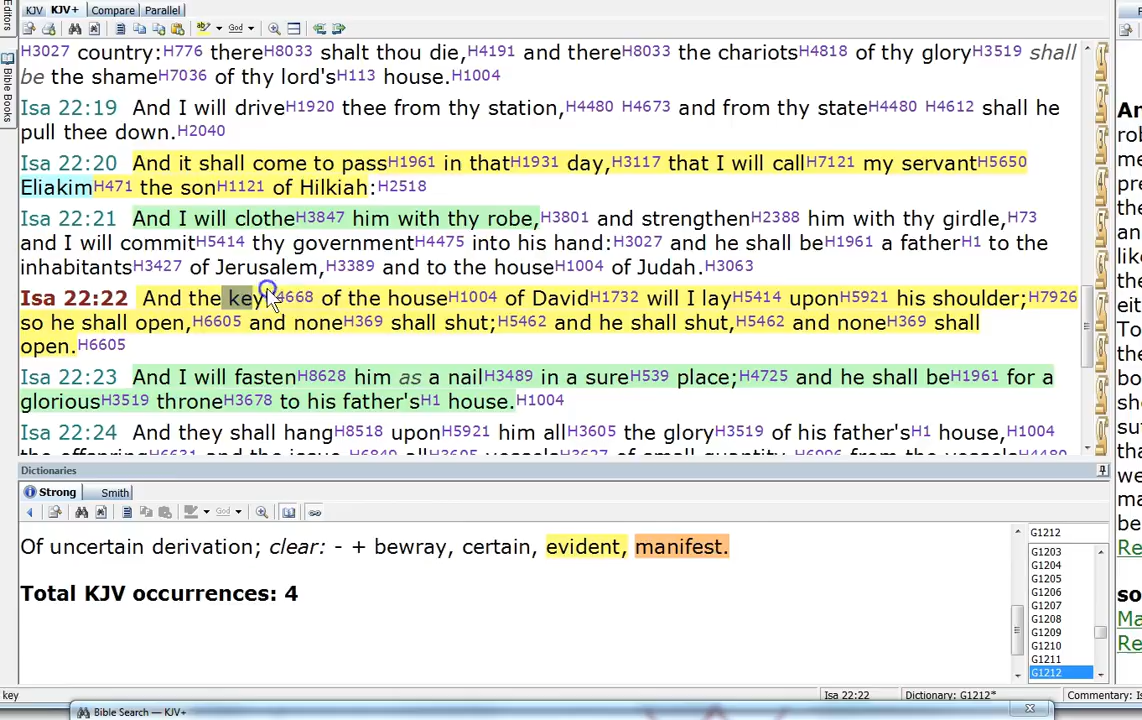 KJV KJV+ Compare Parallel
Editors
Bible Books
H3027 country:H776 thereH8033 shalt thou die,H4191 and thereH8033 the chariotsH4818 of thy gloryH3519 shall
be the shameH7036 of thy lord'sH113 house.H1004
Isa 22:19 And I will driveH1920 thee from thy station,H4480 H4673 and from thy stateH4480 H4612 shall he
pull thee down.H2040
Isa 22:20 And it shall come to passH1961 in thatH1931 day,H3117 that I will callH7121 my servantH5650
EliakimH471 the sonH1121 of Hilkiah:H2518
Isa 22:21 And I will clotheH3847 him with thy robe,H3801 and strengthenH2388 him with thy girdle,H73
and I will commitH5414 thy governmentH4475 into his hand:H3027 and he shall beH1961 a fatherH1 to the
inhabitantsH3427 of Jerusalem,H3389 and to the houseH1004 of Judah.H3063
Isa 22:22 And the key 4668 of the houseH1004 of DavidH1732 will I layH5414 uponH5921 his shoulder;H7926
so he shall open,H6605 and noneH369 shall shut;H5462 and he shall shut,H5462 and noneH369 shall
open.H6605
Isa 22:23 And I will fastenH8628 him as a nailH3489 in a sureH539 place;H4725 and he shall beH1961 for a
gloriousH3519 throneH3678 to his father'sH1 house.H1004
Isa 22:24 And they shall hangH8518 uponH5921 him allH3605 the gloryH3519 of his father'sH1 house,H1004
Dictionaries
Strong Smith
God
Of uncertain derivation; clear: - + bewray, certain, evident, manifest.
Total KJV occurrences: 4
G1212
G1203
G1204
G1205
G1206
G1207
G1208
G1209
G1210
G1211
G1212
key
Isa 22:22 Dictionary: G1212* Commentary: Is
Bible Search — KJV+